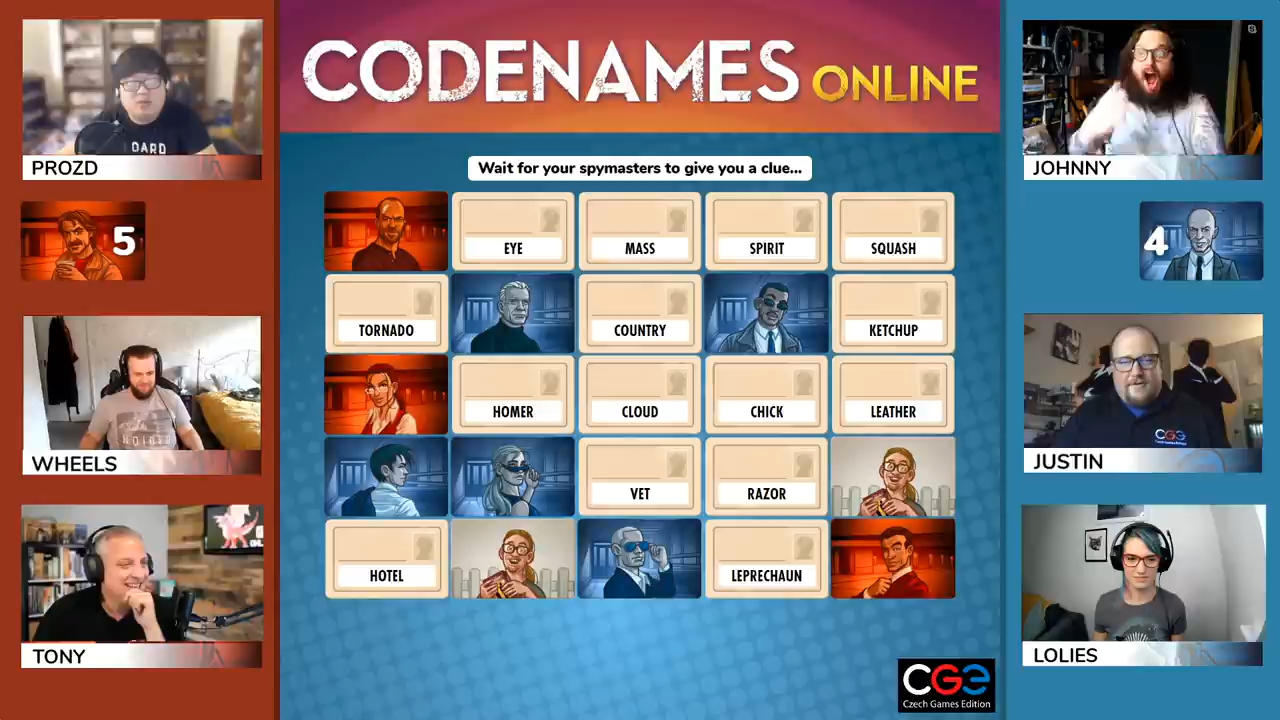 CODENAMES ONLINE
Wait for your spymasters to give you a clue...
PROZD
5
WHEELS
TONY
EYE
MASS
SPIRIT
SQUASH
TORNADO
COUNTRY
KETCHUP
HOMER
CLOUD
CHICK
LEATHER
VET
RAZOR
HOTEL
LEPRECHAUN
JOHNNY
4
CGE
JUSTIN
LOLIES
CGE
Czech Games Edition